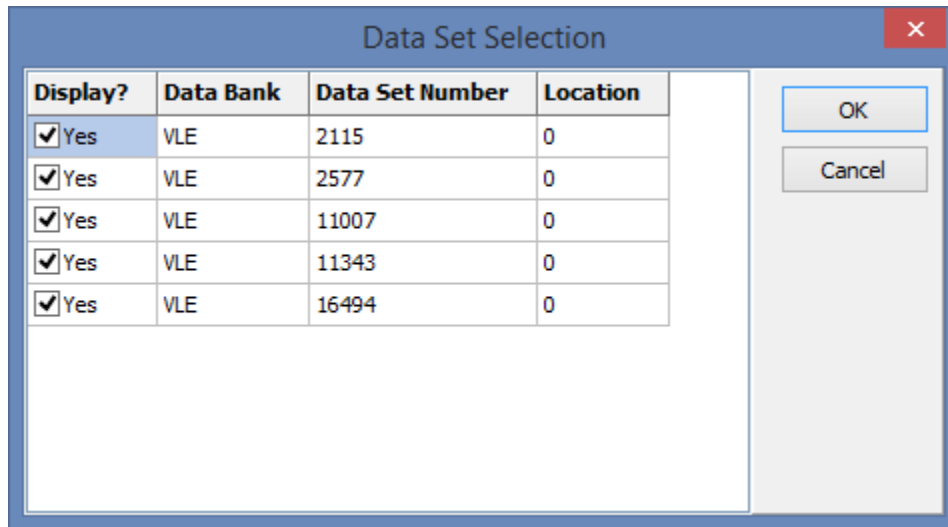 Data Set Selection
Display? Data Bank Data Set Number Location
Yes VLE 2115 0
Yes VLE 2577 0
Yes VLE 11007 0
Yes VLE 11343 0
Yes VLE 16494 0
OK
Cancel